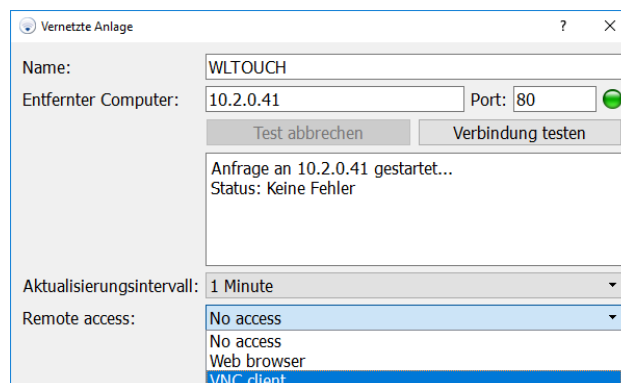 Vernetzte Anlage ? ×
Name: WLTOUCH
Entfernter Computer: 10.2.0.41 Port: 80
Test abbrechen Verbindung testen
Anfrage an 10.2.0.41 gestartet...
Status: Keine Fehler
Aktualisierungsintervall: 1 Minute
Remote access: No access
No access
Web browser
VNC client